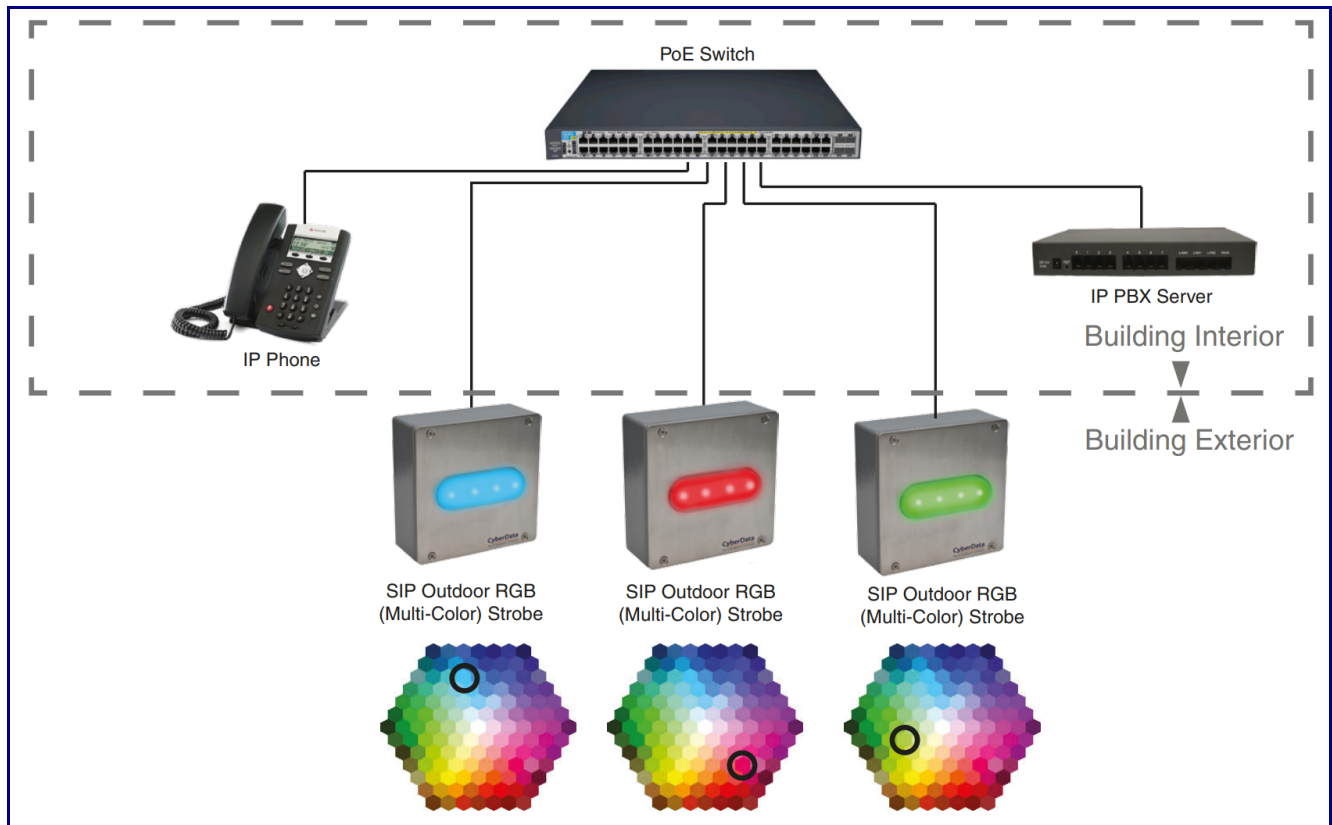 PoE Switch
IP Phone
IP PBX Server
Building Interior
Building Exterior
CyberData
CyberData
CyberData
SIP Outdoor RGB
(Multi-Color) Strobe
SIP Outdoor RGB
(Multi-Color) Strobe
SIP Outdoor RGB
(Multi-Color) Strobe